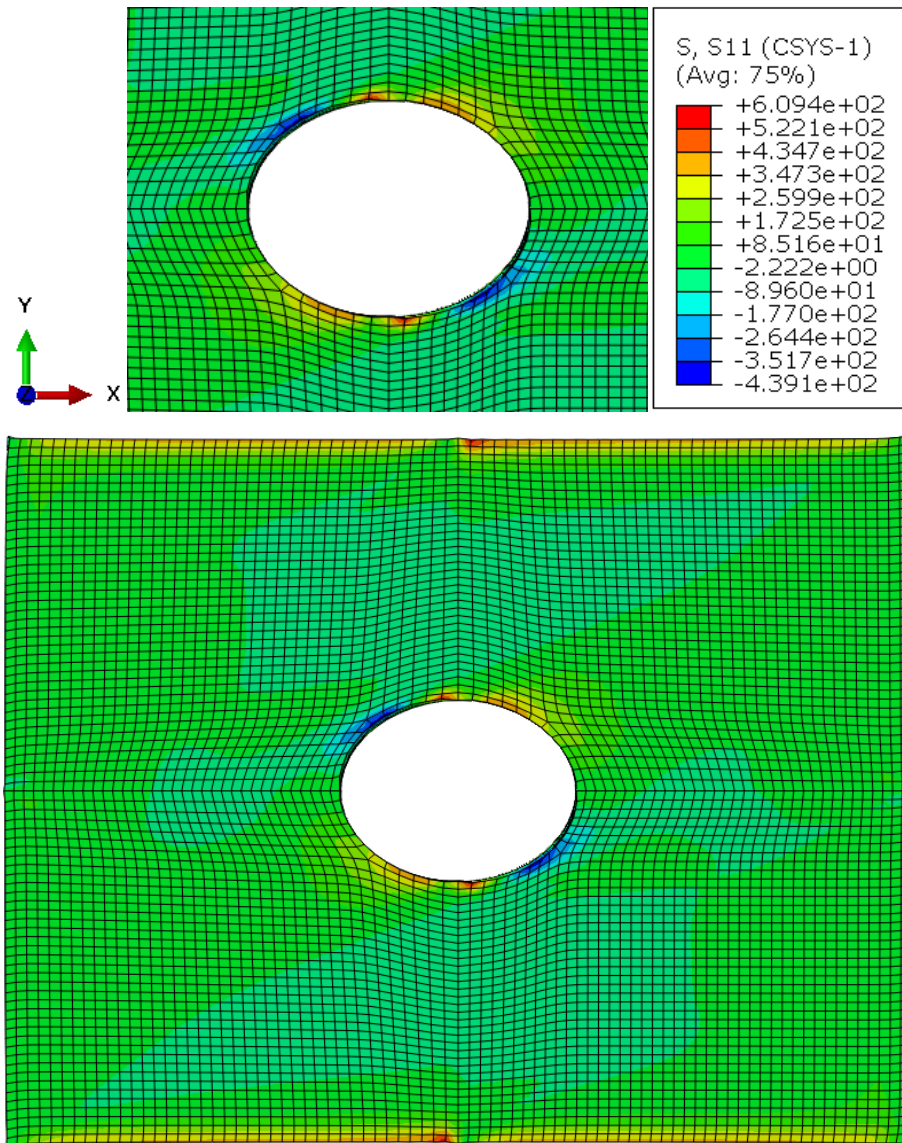 S, S11 (CSYS-1)
(Avg: 75%)
+6.094e+02
+5.221e+02
+4.347e+02
+3.473e+02
+2.599e+02
+1.725e+02
+8.516e+01
-2.222e+00
-8.960e+01
-1.770e+02
-2.644e+02
-3.517e+02
-4.391e+02
Y
Z
X